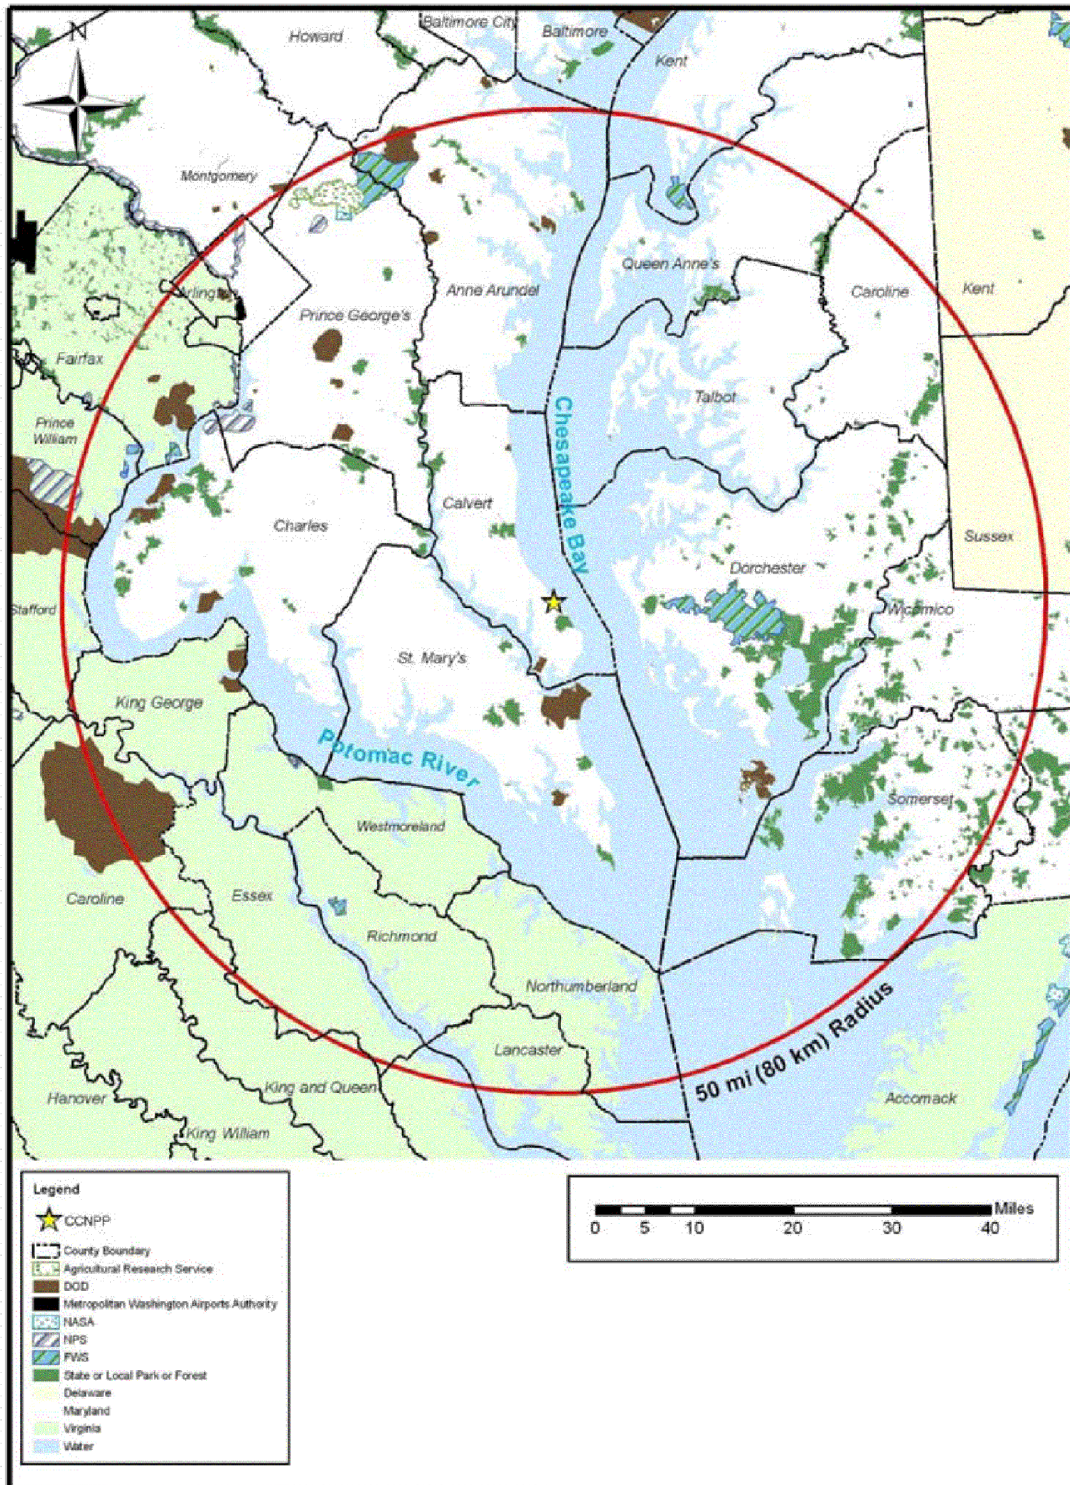 N
Howard
Baltimore City
Baltimore
Kent
Montgomery
Queen Anne's
Arlington
Anne Arundel
Caroline
Kent
Prince George's
Fairfax
Talbot
Prince
William
Chesapeake Bay
Calvert
Charles
Sussex
Dorchester
Stafford
Wicomico
St. Mary's
King George
Potomac River
Somerset
Westmoreland
Essex
Caroline
Richmond
Northumberland
50 mi (80 km) Radius
Lancaster
King and Queen
Hanover
Accomack
King William
Legend
CCNPP
County Boundary
Agricultural Research Service
DOD
Metropolitan Washington Airports Authority
NASA
NPS
FWS
State or Local Park or Forest
Delaware
Maryland
Virginia
Water
Miles
0 5 10 20 30 40